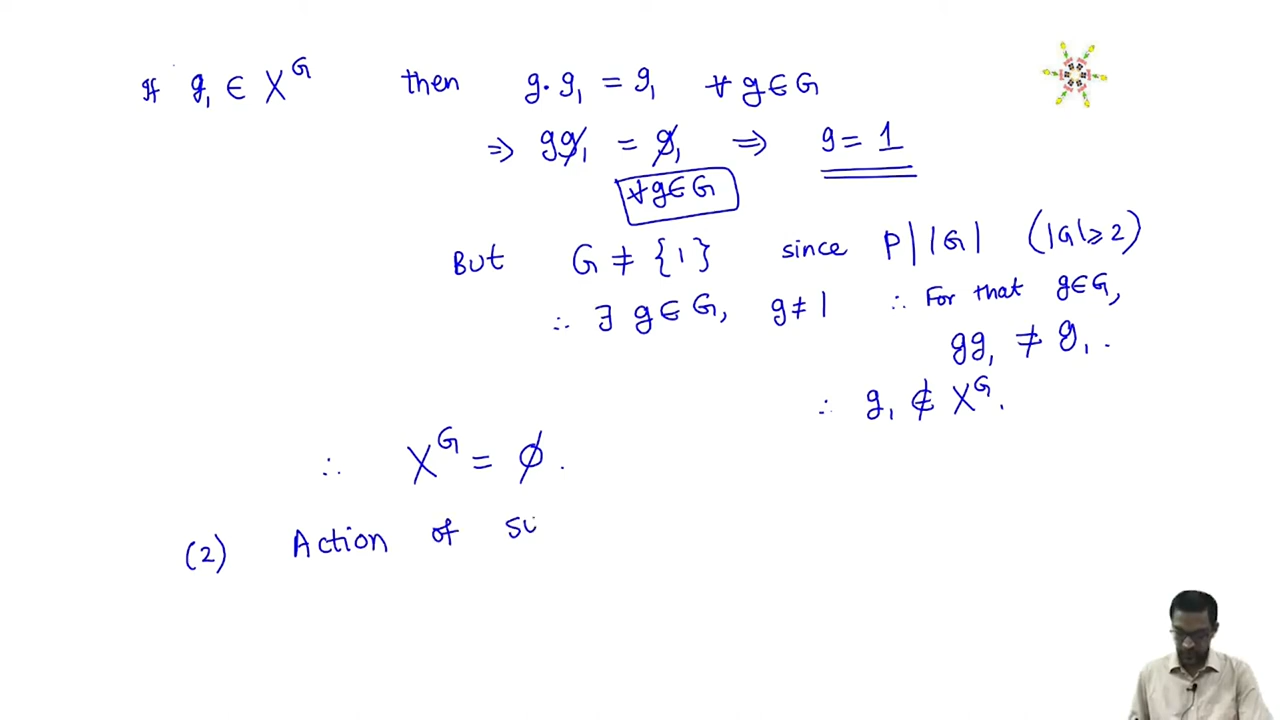 If g₁ ∈ X^G then g · g₁ = g₁ ∀ g ∈ G
⇒ gg₁ = g₁ ⇒ g = 1
∀ g ∈ G
But G ≠ {1} since p | |G| (|G| ≥ 2)
∴ ∃ g ∈ G, g ≠ 1 ∴ For that g ∈ G,
gg₁ ≠ g₁.
∴ g₁ ∉ X^G.
∴ X^G = ∅.
(2) Action of su